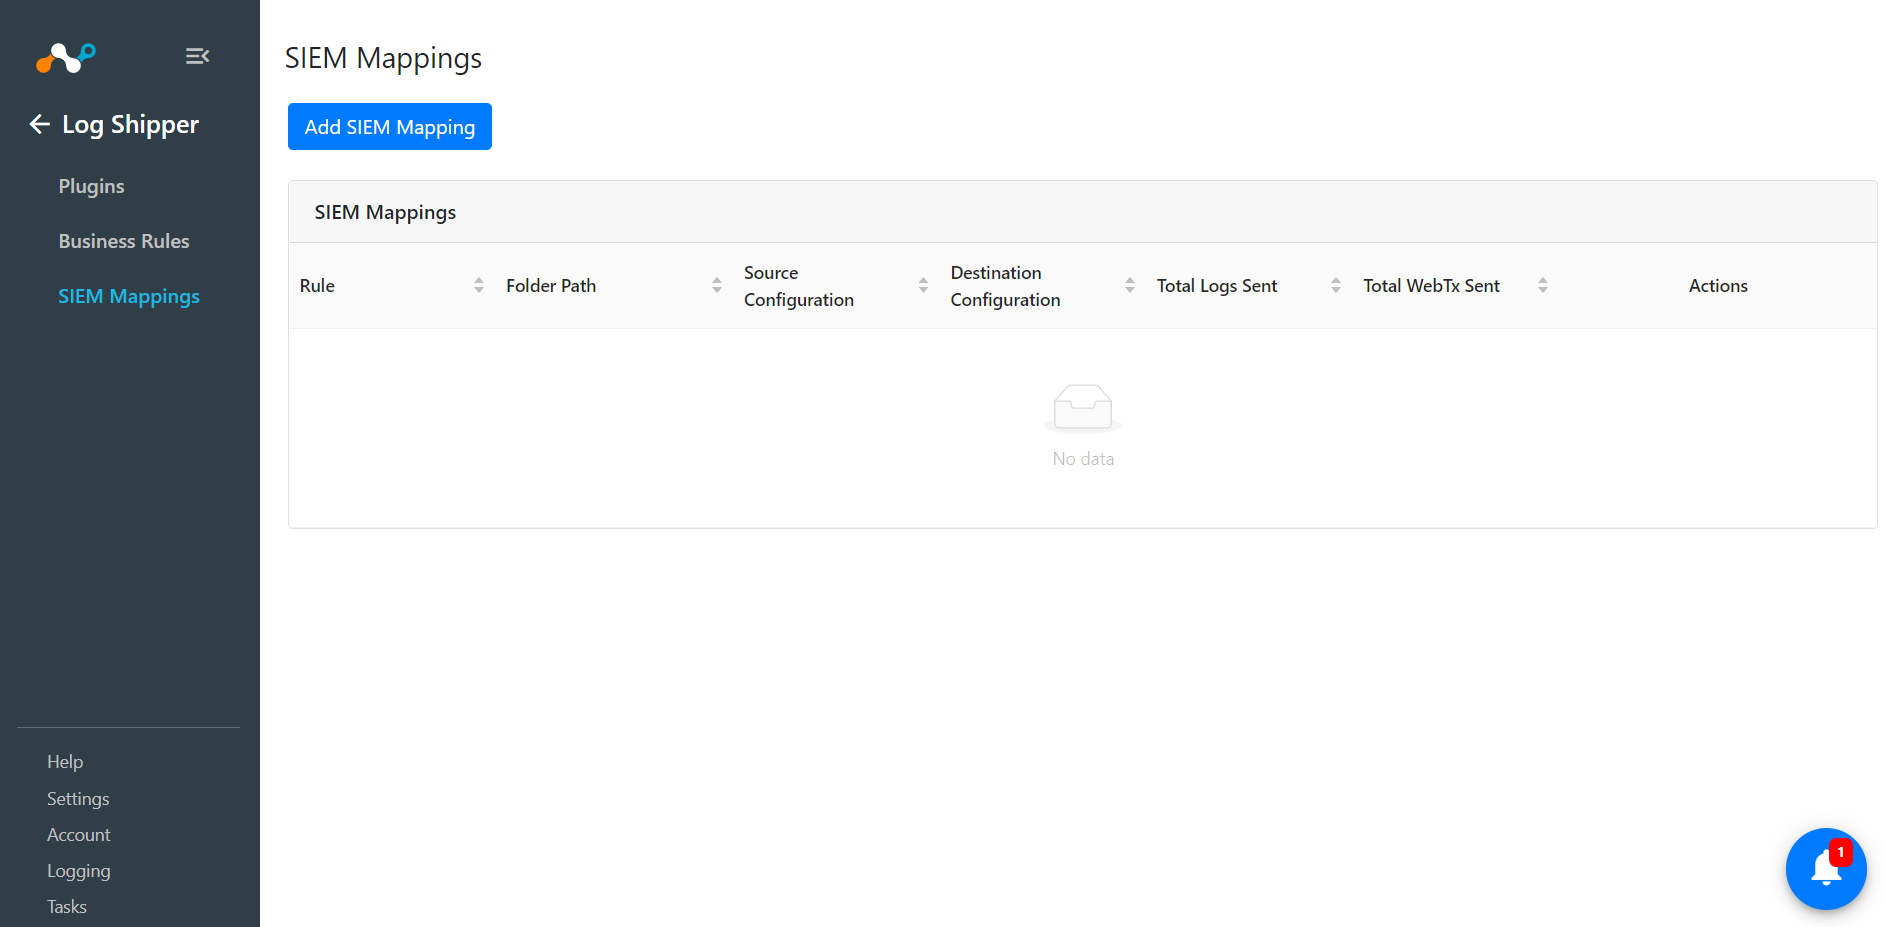 Log Shipper
Plugins
Business Rules
SIEM Mappings
Help
Settings
Account
Logging
Tasks
SIEM Mappings
Add SIEM Mapping
SIEM Mappings
Rule
Folder Path
Source
Configuration
Destination
Configuration
Total Logs Sent
Total WebTx Sent
Actions
No data
1